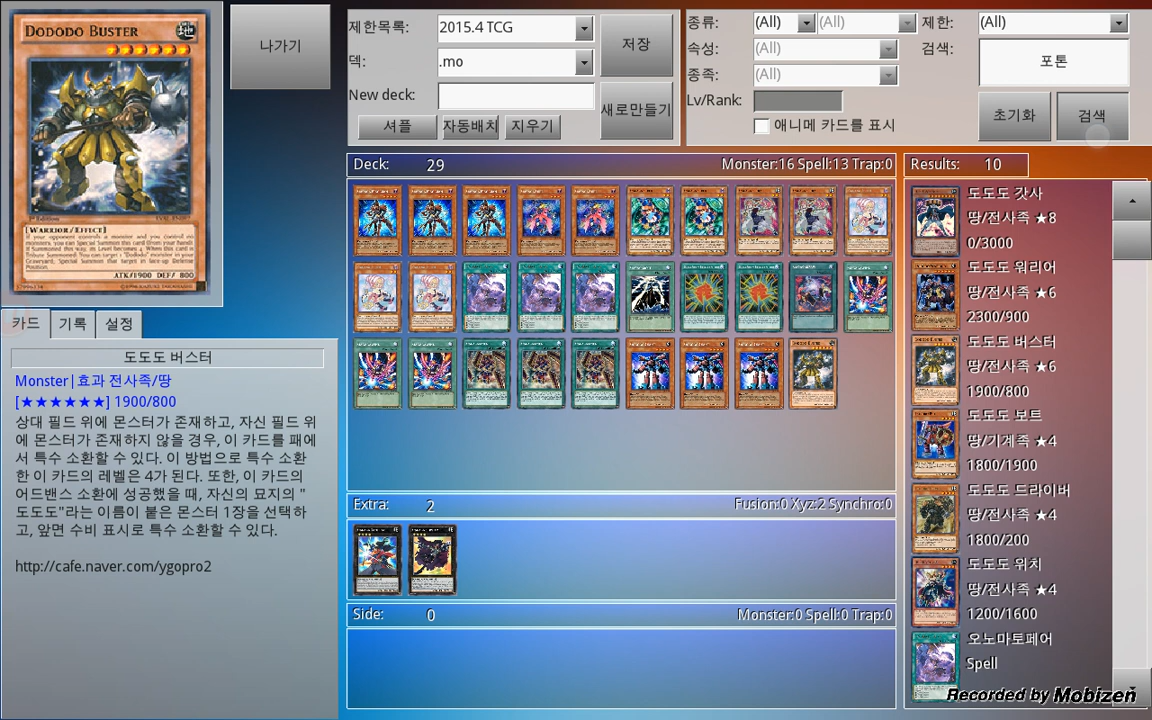 DODODO BUSTER
1st Edition
[WARRIOR/EFFECT]
ATK/1900 DEF/ 800
나가기
카드
기록
설정
도도도 버스터
Monster|효과 전사족/땅
[★★★★★★] 1900/800
상대 필드 위에 몬스터가 존재하고, 자신 필드 위
에 몬스터가 존재하지 않을 경우, 이 카드를 패에
서 특수 소환할 수 있다. 이 방법으로 특수 소환
한 이 카드의 레벨은 4가 된다. 또한, 이 카드의
어드밴스 소환에 성공했을 때, 자신의 묘지의 "
도도도"라는 이름이 붙은 몬스터 1장을 선택하
고, 앞면 수비 표시로 특수 소환할 수 있다.
http://cafe.naver.com/ygopro2
제한목록:
2015.4 TCG
덱:
.mo
New deck:
저장
새로만들기
셔플
자동배치
지우기
종류:
(All)
(All)
제한:
(All)
속성:
(All)
검색:
포톤
종족:
(All)
Lv/Rank:
애니메 카드를 표시
초기화
검색
Deck:
29
Monster:16 Spell:13 Trap:0
Extra:
2
Fusion:0 Xyz:2 Synchro:0
Side:
0
Monster:0 Spell:0 Trap:0
Results:
10
도도도 갓사
땅/전사족 ★8
0/3000
도도도 워리어
땅/전사족 ★6
2300/900
도도도 버스터
땅/전사족 ★6
1900/800
도도도 보트
땅/기계족 ★4
1800/1900
도도도 드라이버
땅/전사족 ★4
1800/200
도도도 위치
땅/전사족 ★4
1200/1600
오노마토페어
Spell
Recorded by Mobizen